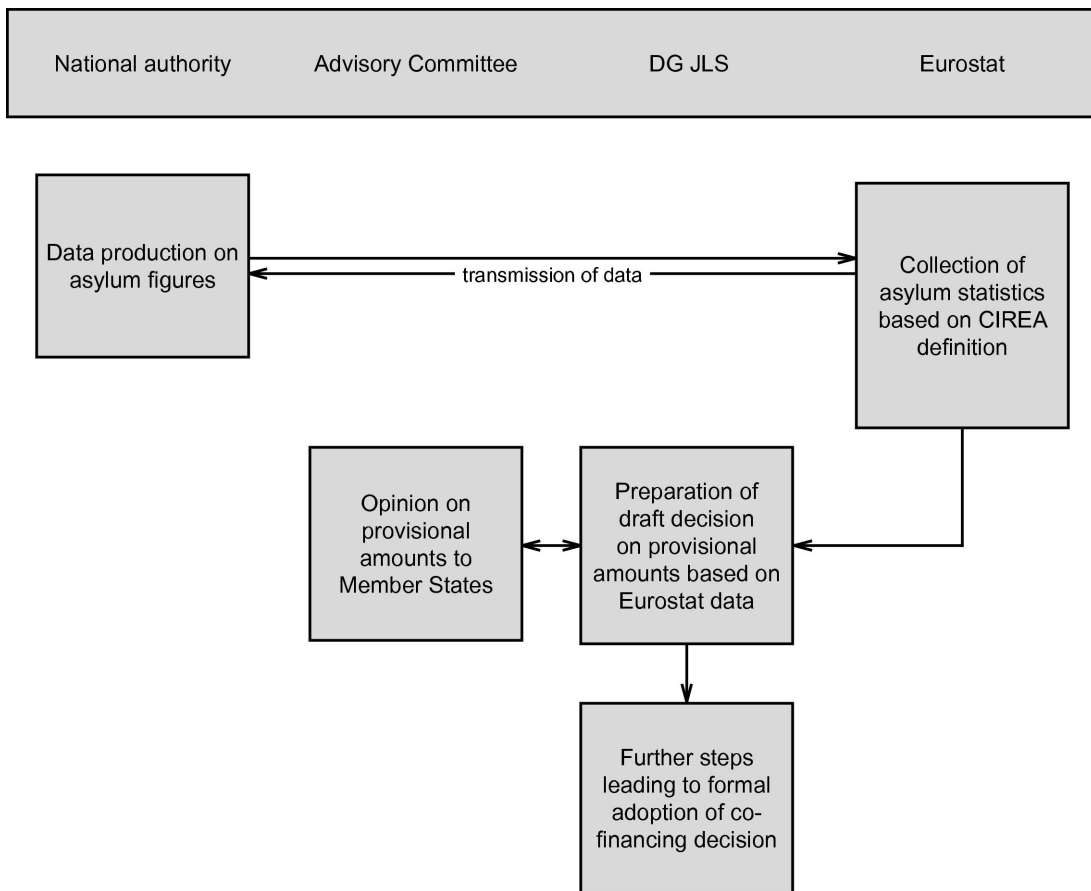 National authority
Advisory Committee
DG JLS
Eurostat
Data production on
asylum figures
transmission of data
Collection of
asylum statistics
based on CIREA
definition
Opinion on
provisional
amounts to
Member States
Preparation of
draft decision
on provisional
amounts based on
Eurostat data
Further steps
leading to formal
adoption of co-
financing decision